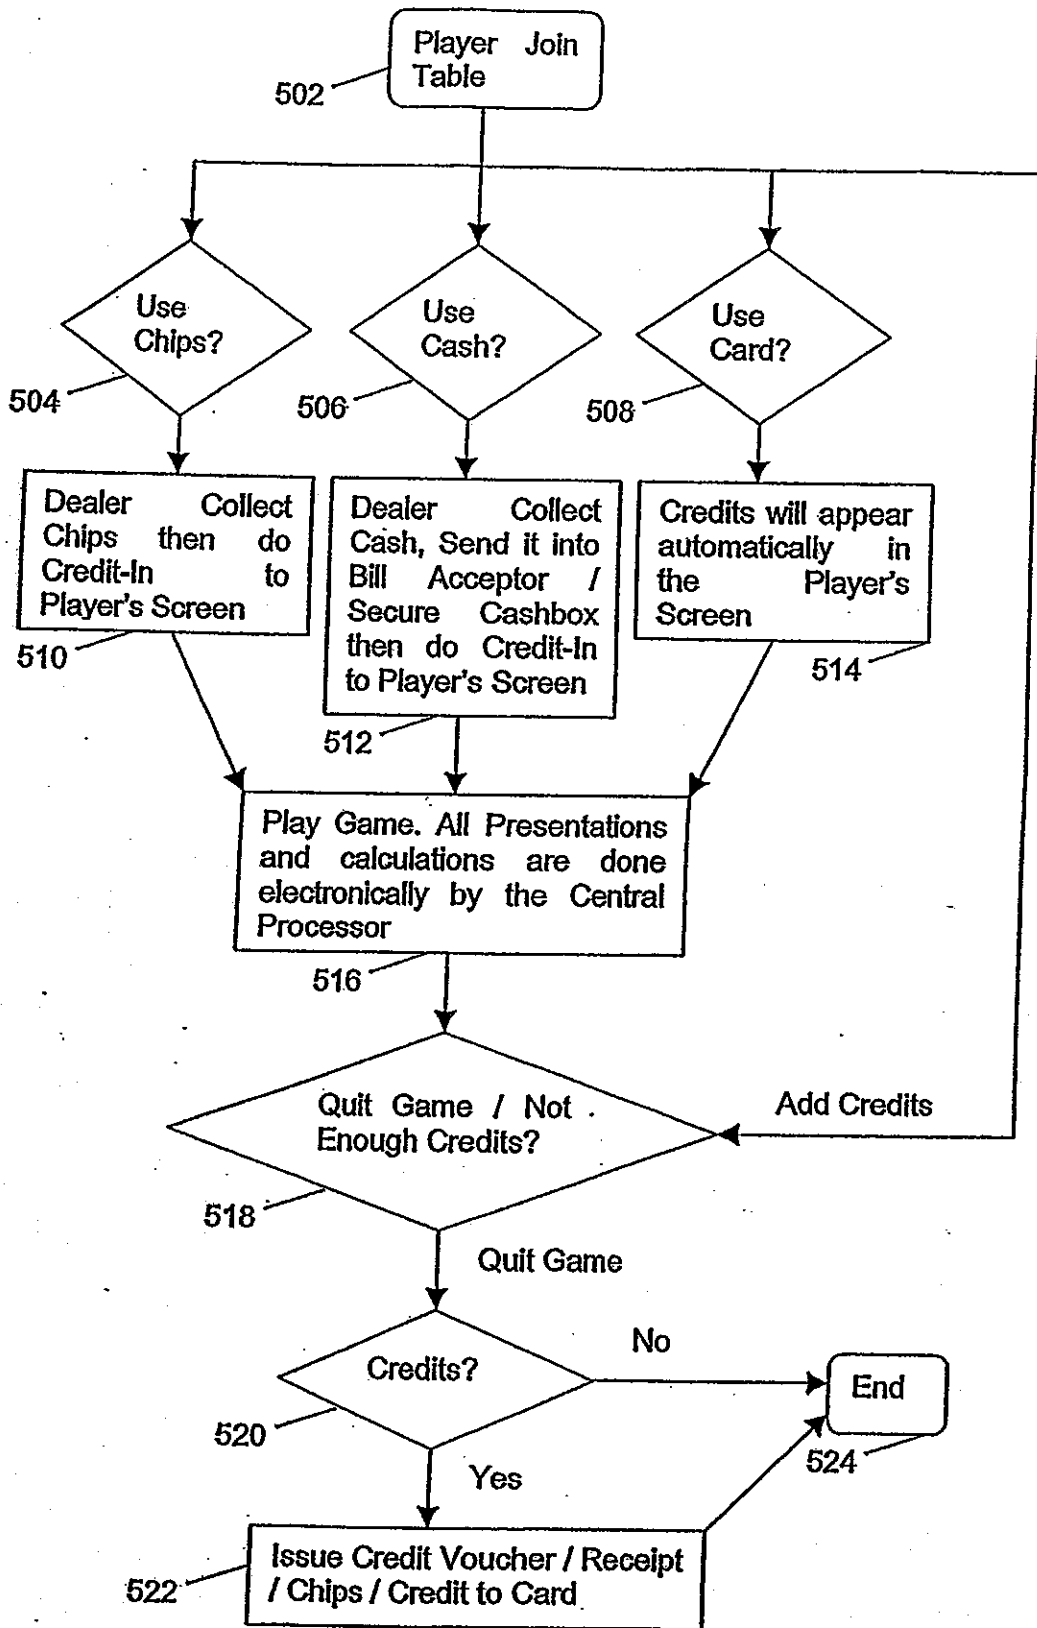 Player Join
Table
502
Use
Chips?
504
Use
Cash?
506
Use
Card?
508
Dealer Collect
Chips then do
Credit-In to
Player's Screen
510
Dealer Collect
Cash, Send it into
Bill Acceptor /
Secure Cashbox
then do Credit-In
to Player's Screen
512
Credits will appear
automatically in
the Player's
Screen
514
Play Game. All Presentations
and calculations are done
electronically by the Central
Processor
516
Quit Game / Not
Enough Credits?
518
Add Credits
Quit Game
Credits?
520
No
End
524
Yes
Issue Credit Voucher / Receipt
/ Chips / Credit to Card
522